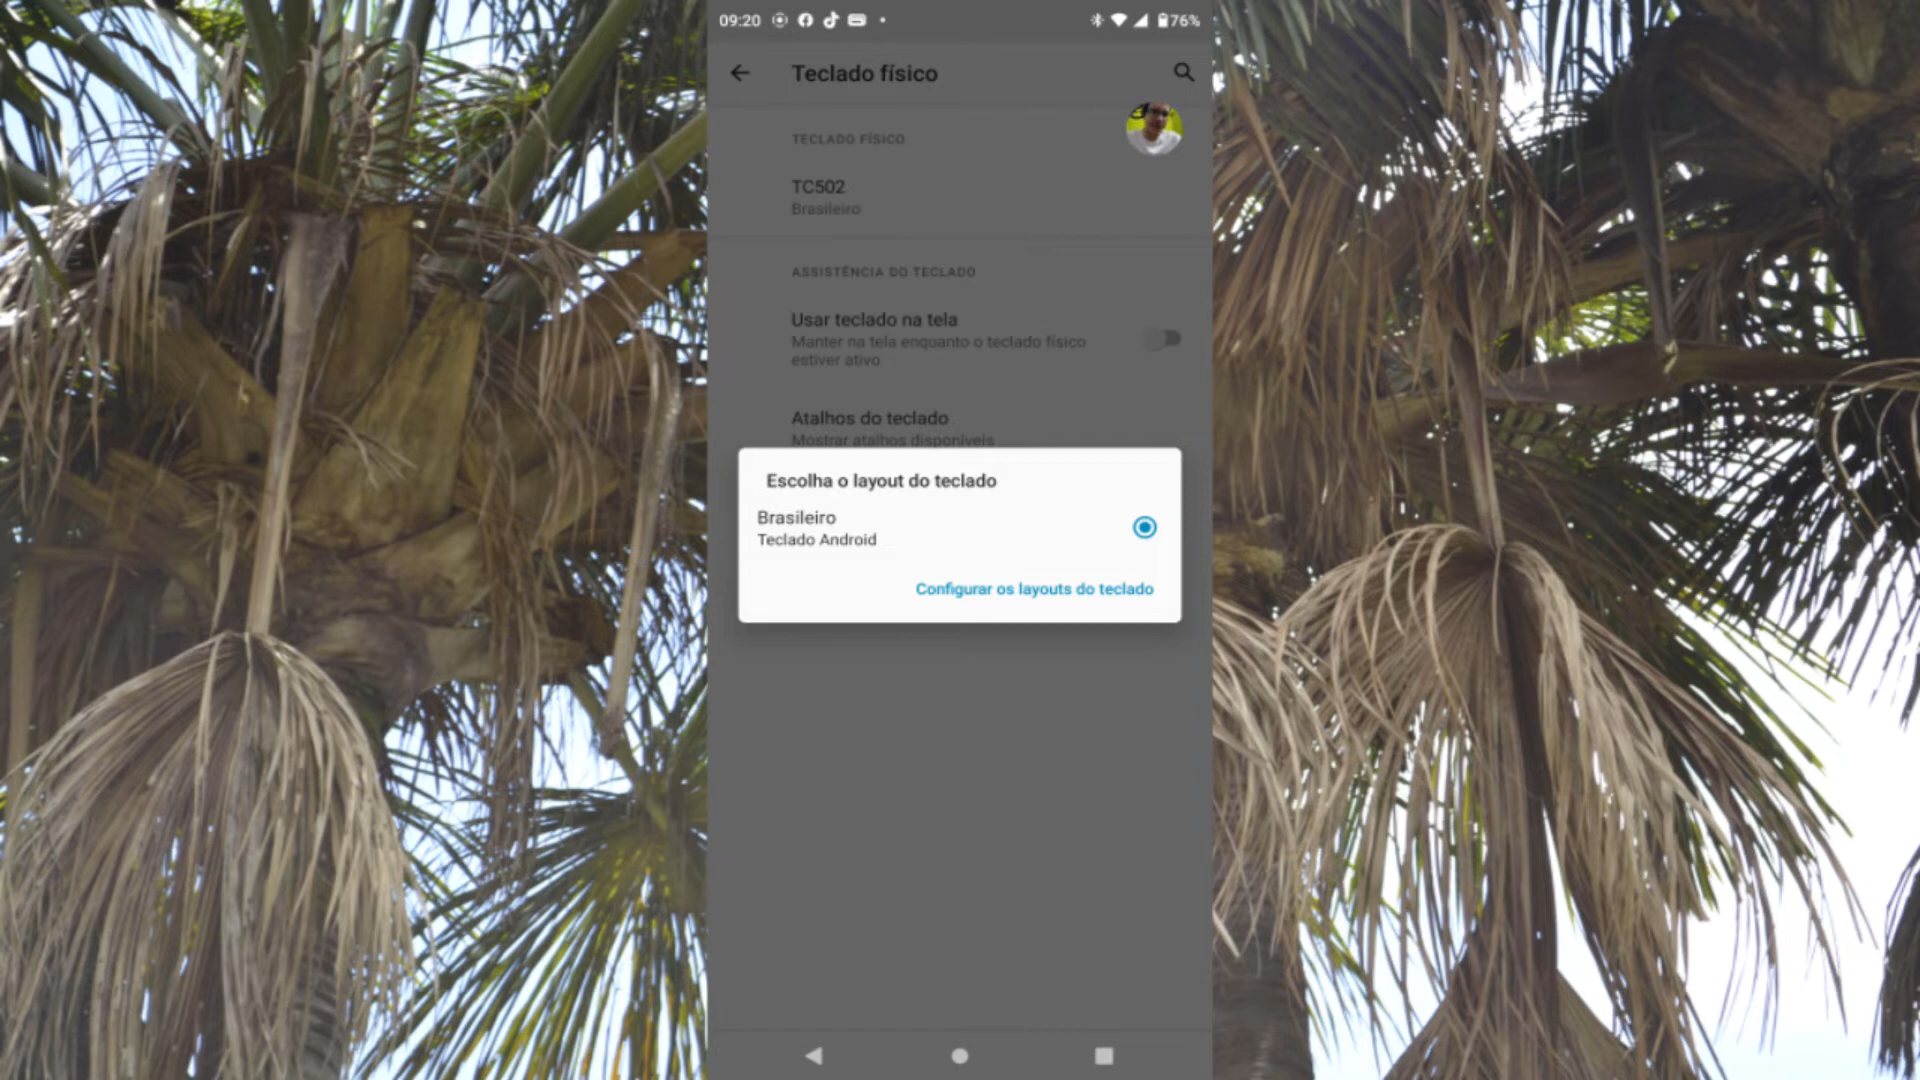 09:20
76%
Teclado físico
TECLADO FÍSICO
TC502
Brasileiro
ASSISTÊNCIA DO TECLADO
Usar teclado na tela
Manter na tela enquanto o teclado físico
estiver ativo
Atalhos do teclado
Mostrar atalhos disponíveis
Escolha o layout do teclado
Brasileiro
Teclado Android
Configurar os layouts do teclado